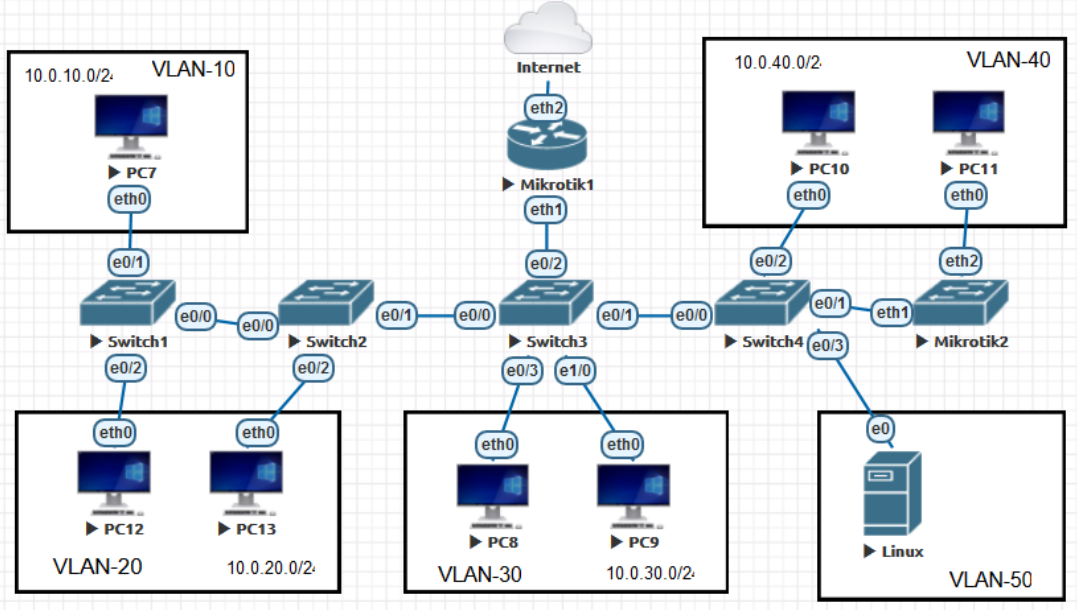 Internet
eth2
Mikrotik1
eth1
10.0.10.0/24
VLAN-10
PC7
eth0
e0/1
10.0.40.0/2
VLAN-40
PC10
PC11
eth0
eth0
e0/2
e0/2
eth2
e0/0
e0/0
e0/1
e0/0
e0/1
e0/0
e0/1
eth1
Switch1
Switch2
Switch3
Switch4
Mikrotik2
e0/2
e0/2
e0/3
e1/0
e0/3
eth0
eth0
eth0
eth0
e0
PC12
PC13
PC8
PC9
Linux
VLAN-20
10.0.20.0/24
VLAN-30
10.0.30.0/24
VLAN-50